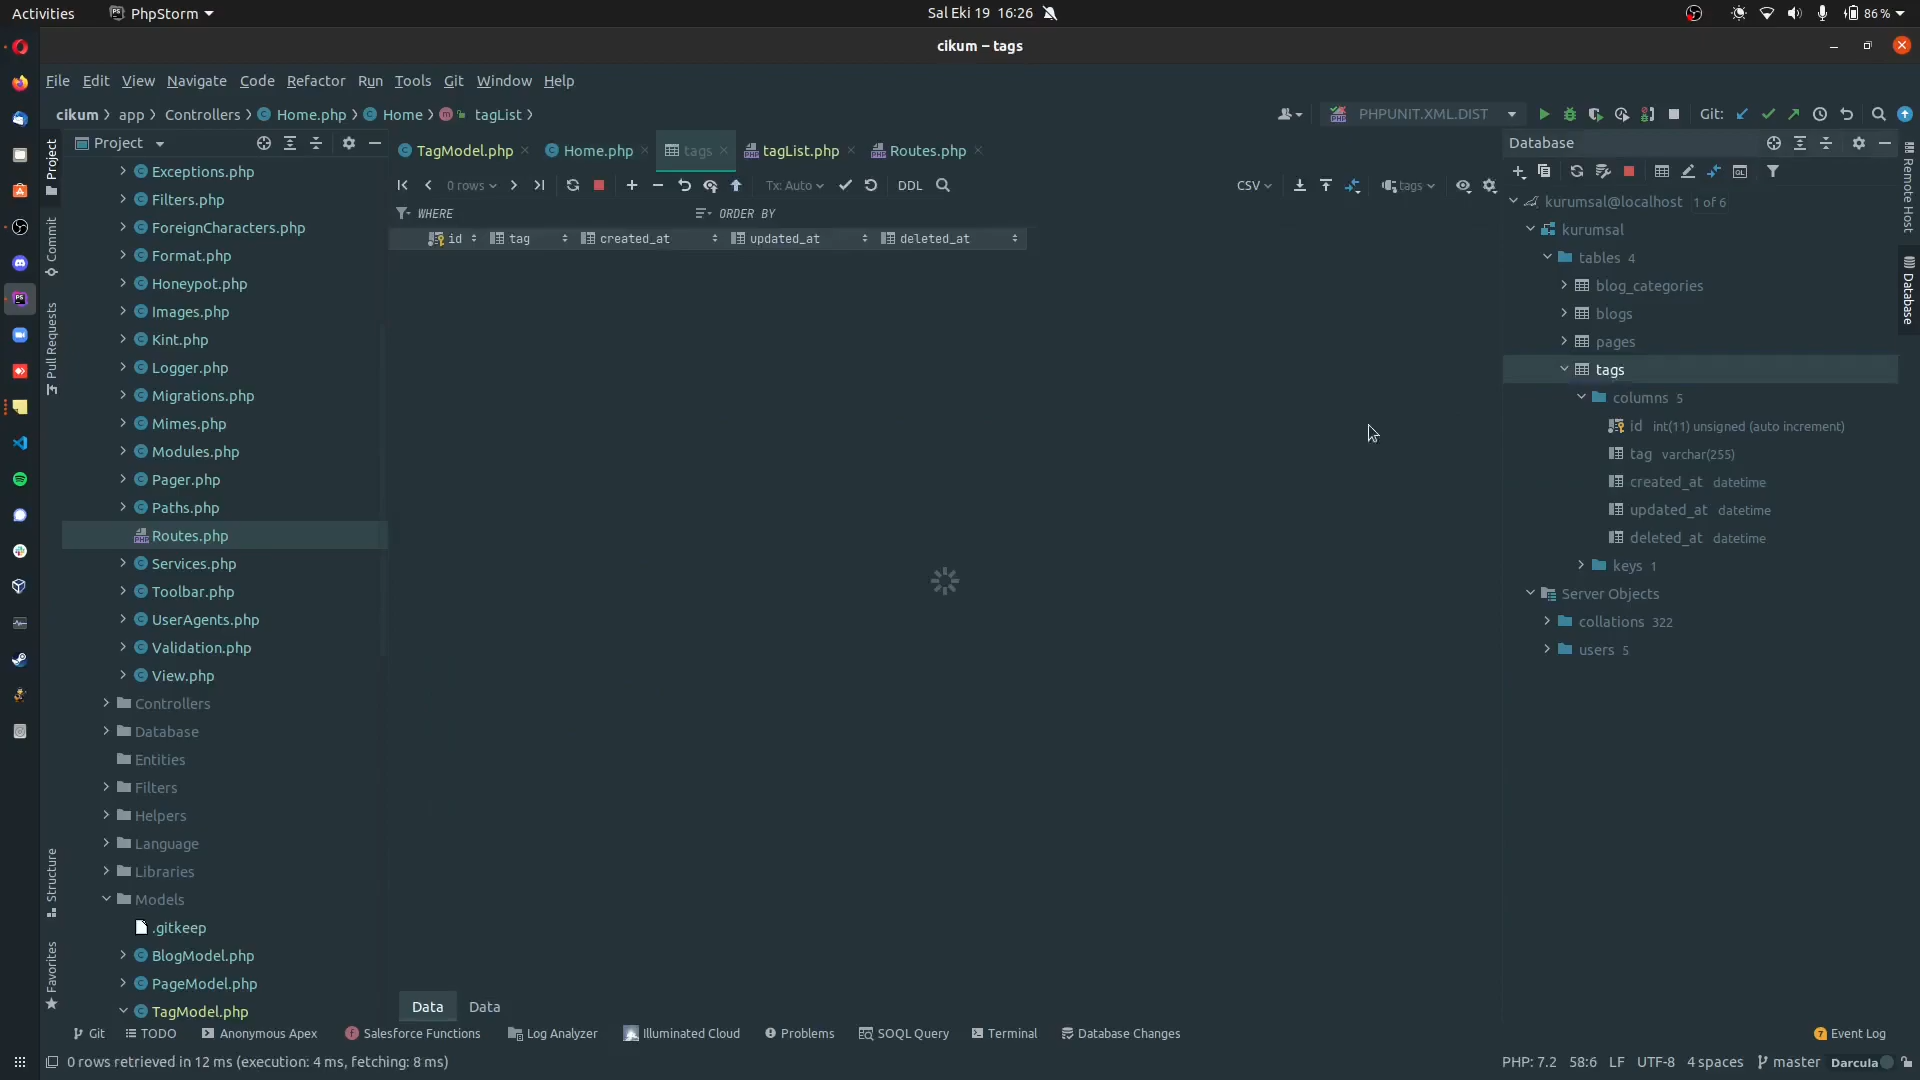 Activities PhpStorm Sal Eki 19 16:26 86 %
cikum – tags
File Edit View Navigate Code Refactor Run Tools Git Window Help
cikum app Controllers Home.php Home tagList PHPUNIT.XML.DIST Git:
Project
Exceptions.php
Filters.php
ForeignCharacters.php
Format.php
Honeypot.php
Images.php
Kint.php
Logger.php
Migrations.php
Mimes.php
Modules.php
Pager.php
Paths.php
Routes.php
Services.php
Toolbar.php
UserAgents.php
Validation.php
View.php
Controllers
Database
Entities
Filters
Helpers
Language
Libraries
Models
.gitkeep
BlogModel.php
PageModel.php
TagModel.php
Project
Commit
Pull Requests
Structure
Favorites
TagModel.php Home.php tags tagList.php Routes.php
0 rows Tx: Auto DDL CSV tags
WHERE ORDER BY
id tag created_at updated_at deleted_at
Data Data
Database
kurumsal@localhost 1 of 6
kurumsal
tables 4
blog_categories
blogs
pages
tags
columns 5
id int(11) unsigned (auto increment)
tag varchar(255)
created_at datetime
updated_at datetime
deleted_at datetime
keys 1
Server Objects
collations 322
users 5
Remote Host
Database
Git TODO Anonymous Apex Salesforce Functions Log Analyzer Illuminated Cloud Problems SOQL Query Terminal Database Changes 7 Event Log
0 rows retrieved in 12 ms (execution: 4 ms, fetching: 8 ms) PHP: 7.2 58:6 LF UTF-8 4 spaces master Darcula